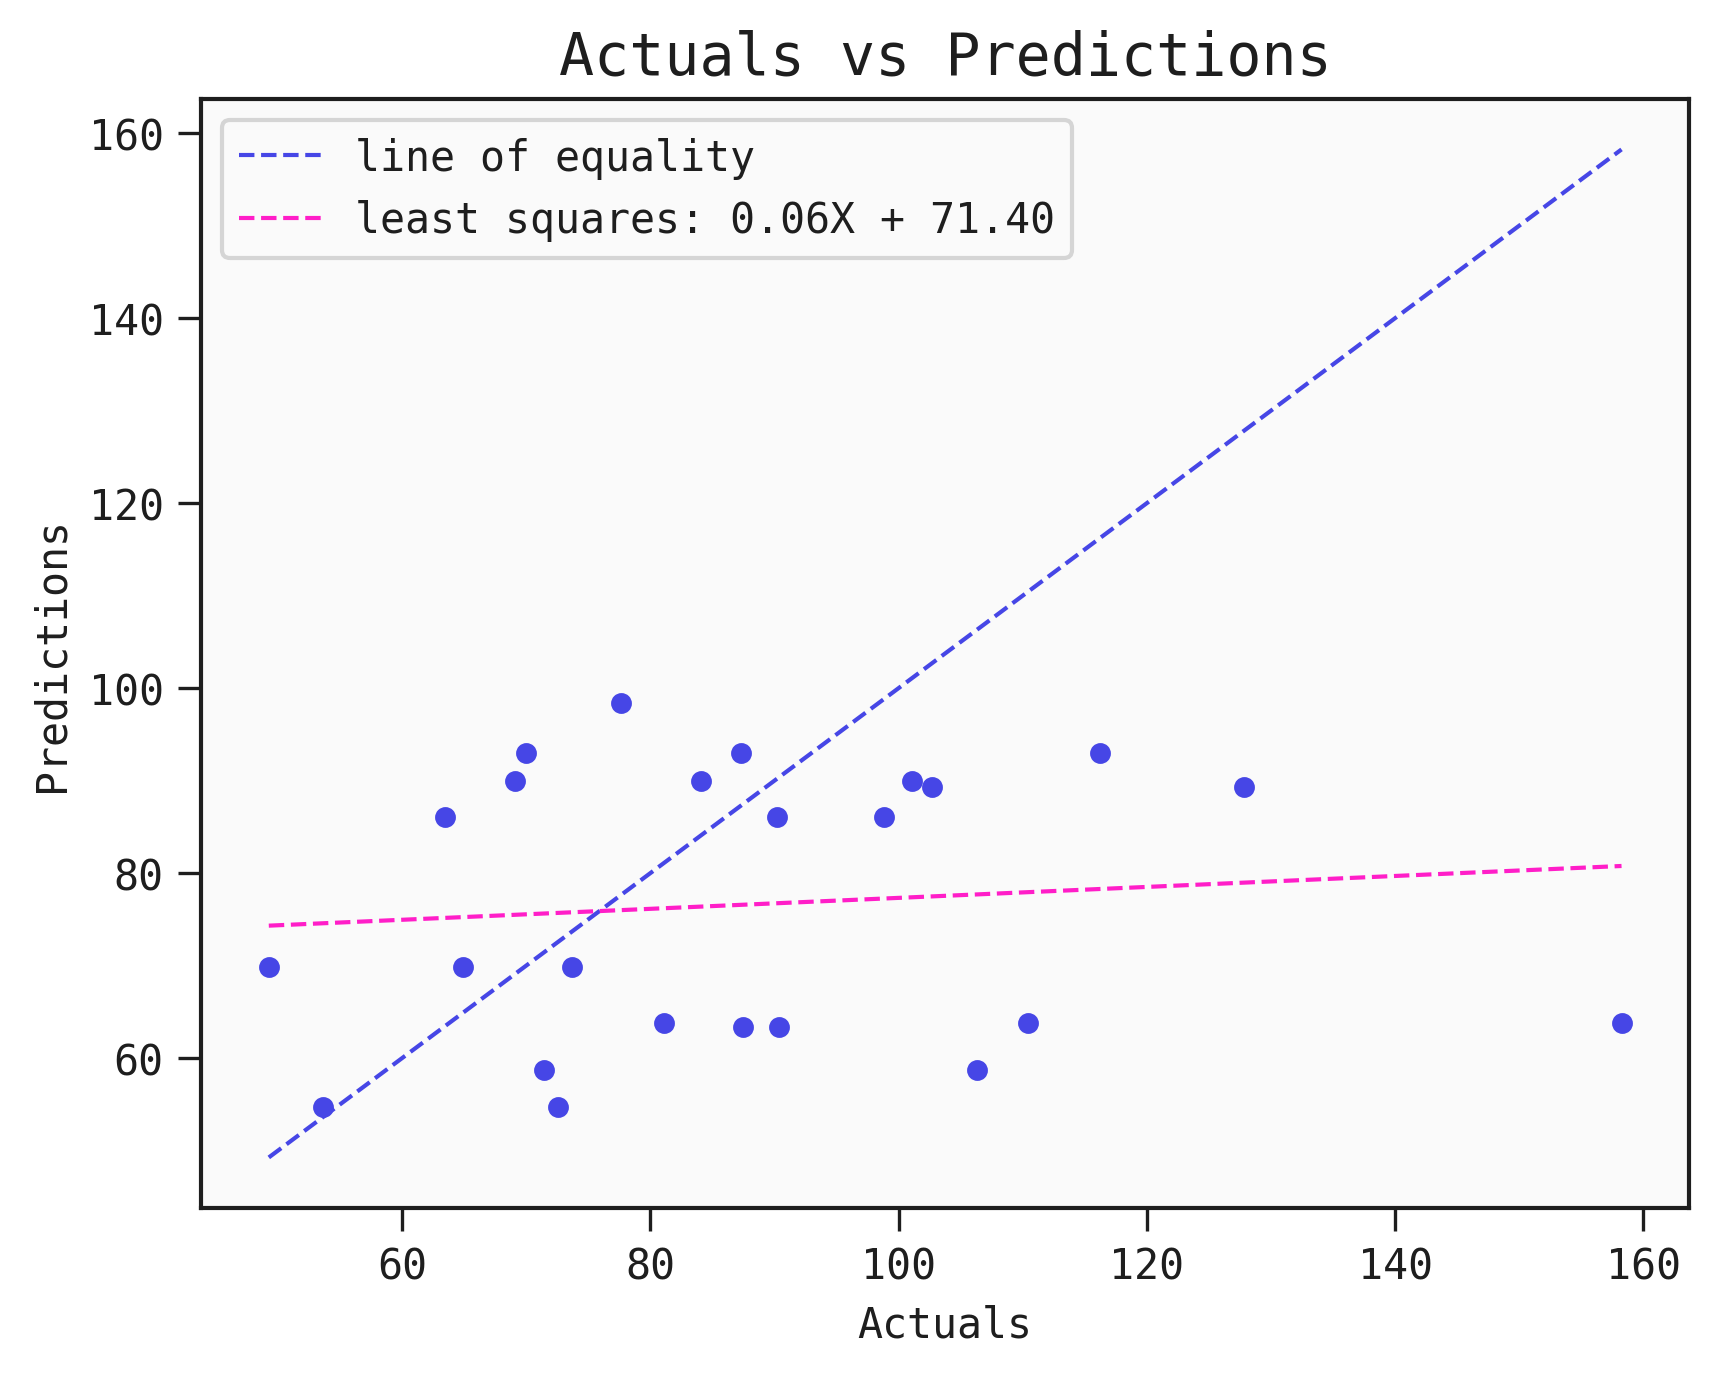 Actuals vs Predictions
line of equality
least squares: 0.06X + 71.40
160
140
120
100
80
60
Predictions
60 80 100 120 140 160
Actuals